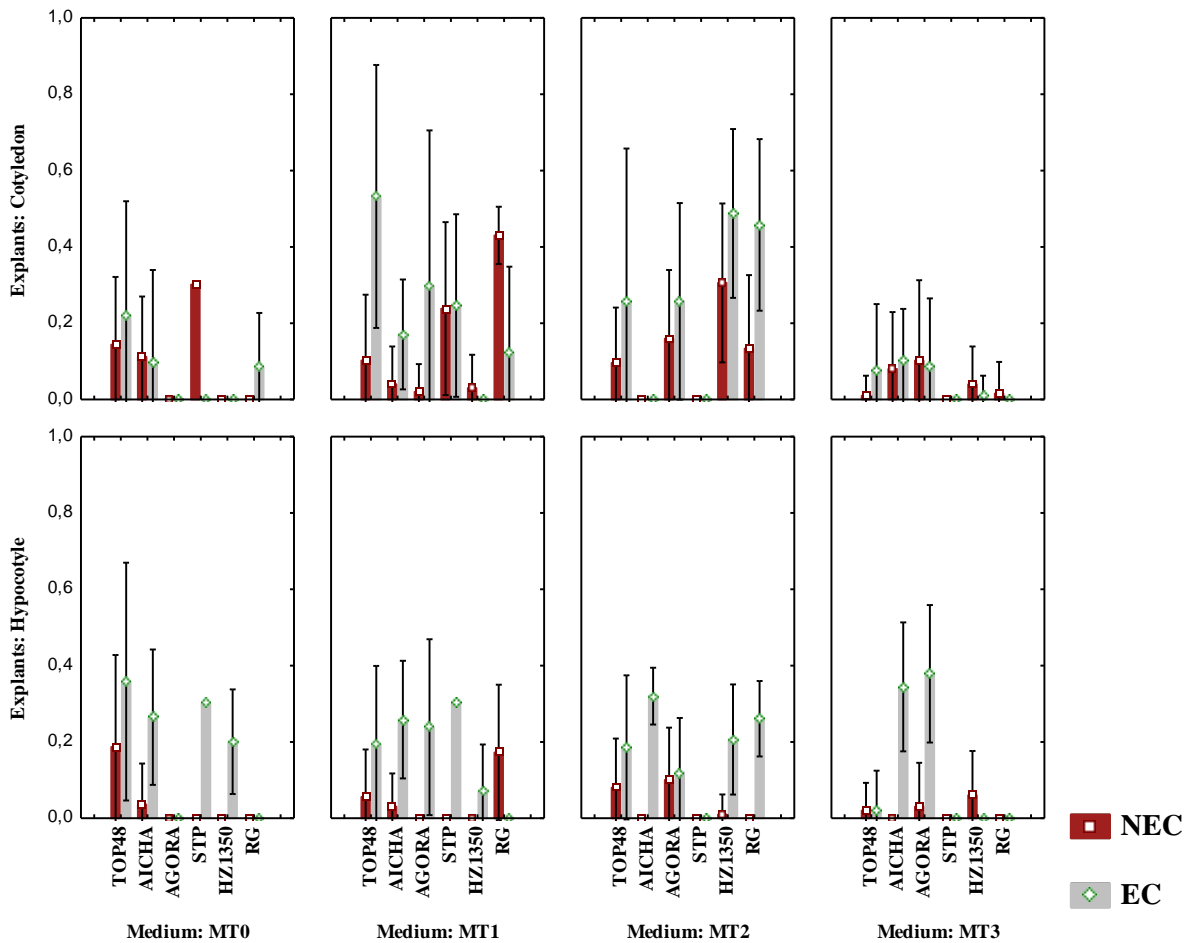 Explants: Cotyledon
1,0
0,8
0,6
0,4
0,2
0,0
Explants: Hypocotyle
1,0
0,8
0,6
0,4
0,2
0,0
TOP48
AICHA
AGORA
STP
HZ1350
RG
TOP48
AICHA
AGORA
STP
HZ1350
RG
TOP48
AICHA
AGORA
STP
HZ1350
RG
TOP48
AICHA
AGORA
STP
HZ1350
RG
Medium: MT0
Medium: MT1
Medium: MT2
Medium: MT3
NEC
EC